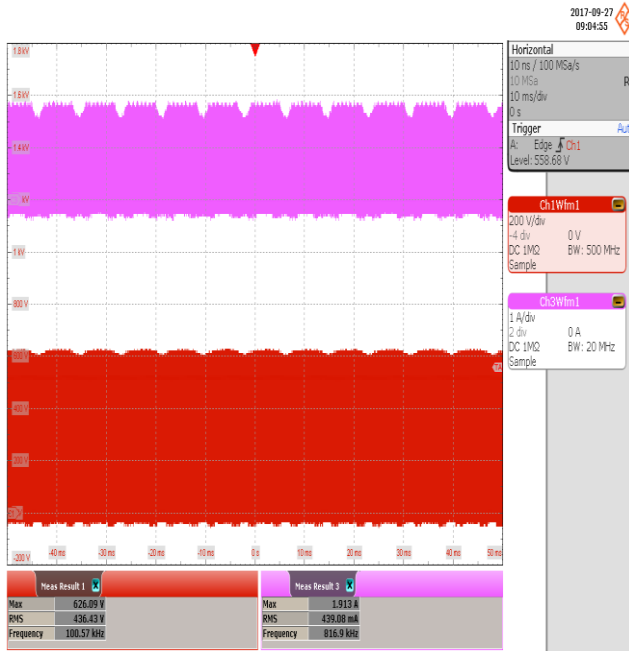 2017-09-27
09:04:55
Horizontal
10 ns / 100 MSa/s
10 MSa R
10 ms/div
0 s
Trigger Aut
A: Edge Ch1
Level: 558.68 V
Ch1Wfm1
200 V/div
-4 div 0 V
DC 1MΩ BW: 500 MHz
Sample
Ch3Wfm1
1 A/div
2 div 0 A
DC 1MΩ BW: 20 MHz
Sample
1.8 kV
1.6 kV
1.4 kV
kV
1 kV
800 V
600 V
TA
400 V
200 V
-200 V
-40 ms -30 ms -20 ms -10 ms 0 s 10 ms 20 ms 30 ms 40 ms 50 ms
Meas Result 1
Max 626.09 V
RMS 436.43 V
Frequency 100.57 kHz
Meas Result 3
Max 1.913 A
RMS 439.08 mA
Frequency 816.9 kHz